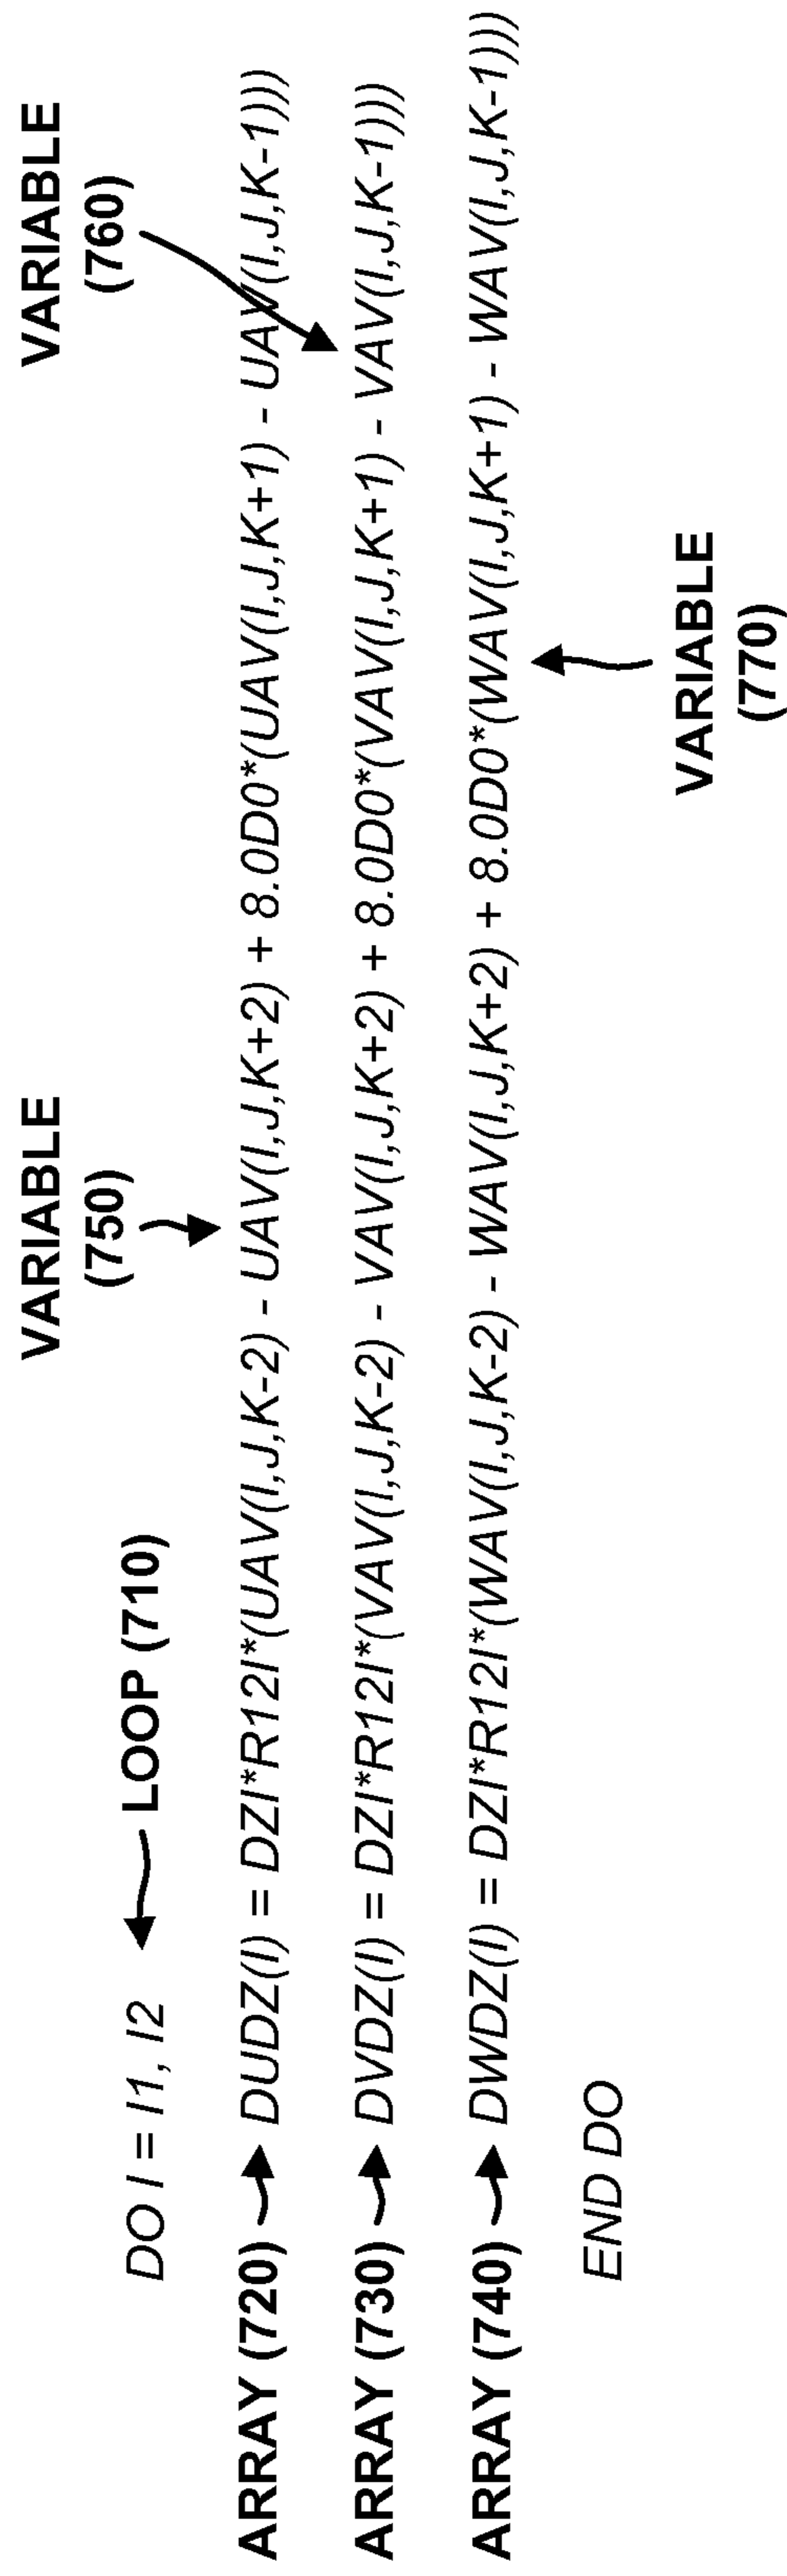 VARIABLE
(750)
VARIABLE
(760)
DO I = I1, I2
LOOP (710)
ARRAY (720)
DUDZ(I) = DZI*R12I*(UAV(I,J,K-2) - UAV(I,J,K+2) + 8.0D0*(UAV(I,J,K+1) - UAV(I,J,K-1))))
ARRAY (730)
DVDZ(I) = DZI*R12I*(VAV(I,J,K-2) - VAV(I,J,K+2) + 8.0D0*(VAV(I,J,K+1) - VAV(I,J,K-1))))
ARRAY (740)
DWDZ(I) = DZI*R12I*(WAV(I,J,K-2) - WAV(I,J,K+2) + 8.0D0*(WAV(I,J,K+1) - WAV(I,J,K-1))))
END DO
VARIABLE
(770)